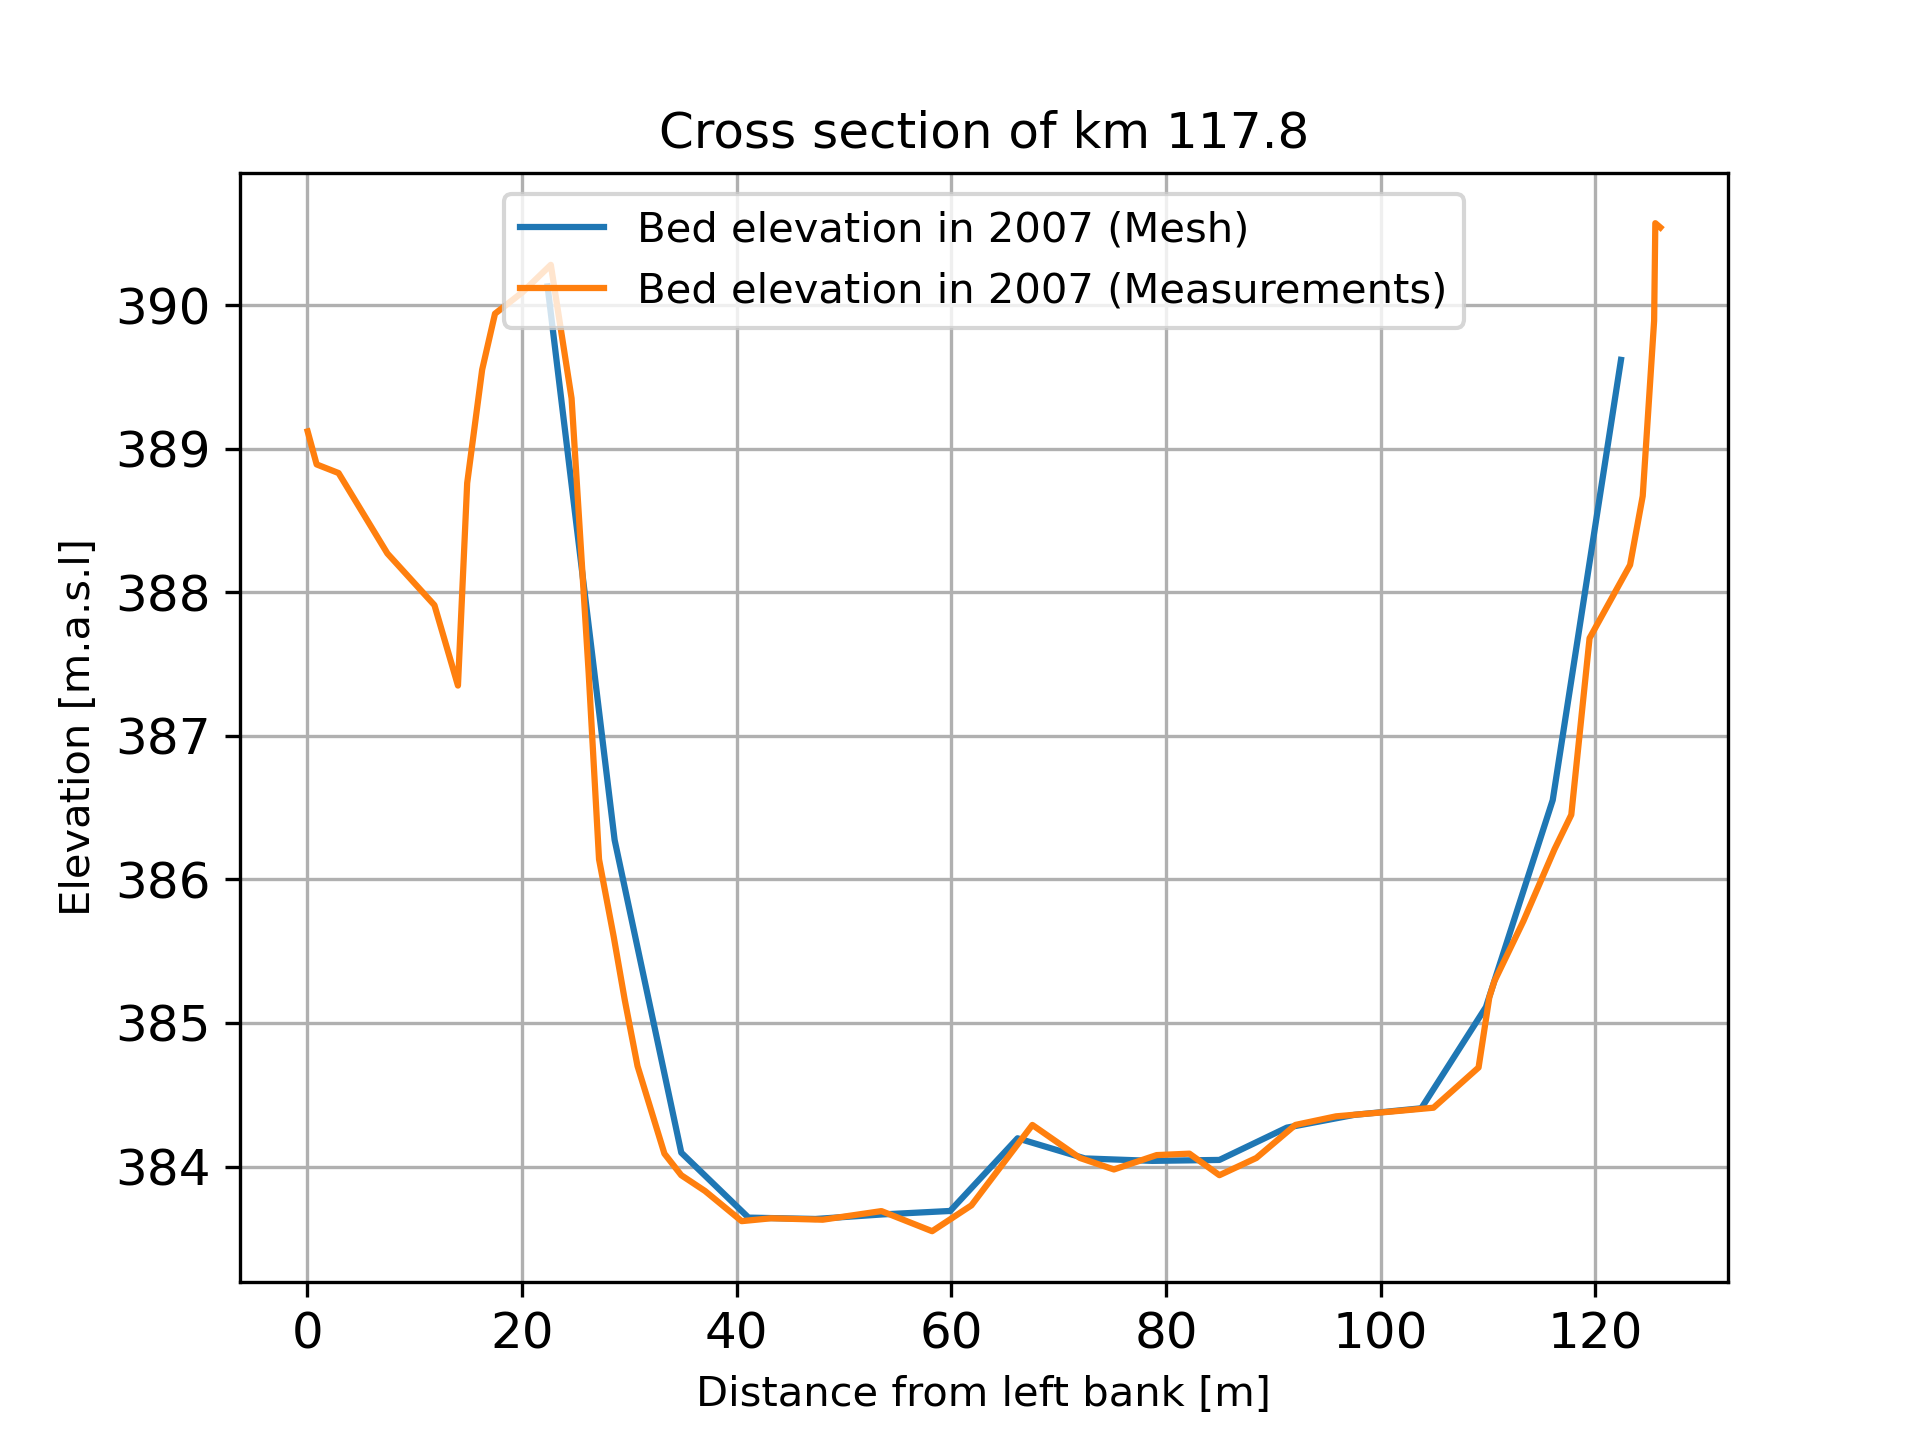 Cross section of km 117.8
Bed elevation in 2007 (Mesh)
Bed elevation in 2007 (Measurements)
Elevation [m.a.s.l]
390
389
388
387
386
385
384
0 20 40 60 80 100 120
Distance from left bank [m]